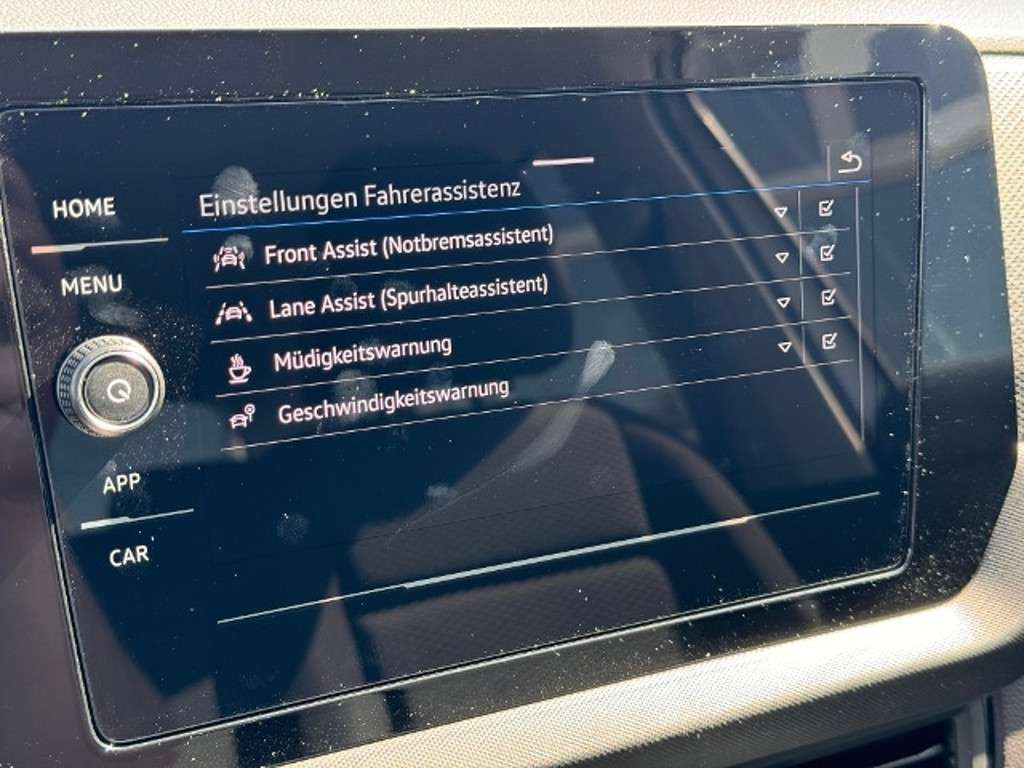 HOME
MENU
APP
CAR
Einstellungen Fahrerassistenz
Front Assist (Notbremsassistent)
Lane Assist (Spurhalteassistent)
Müdigkeitswarnung
Geschwindigkeitswarnung